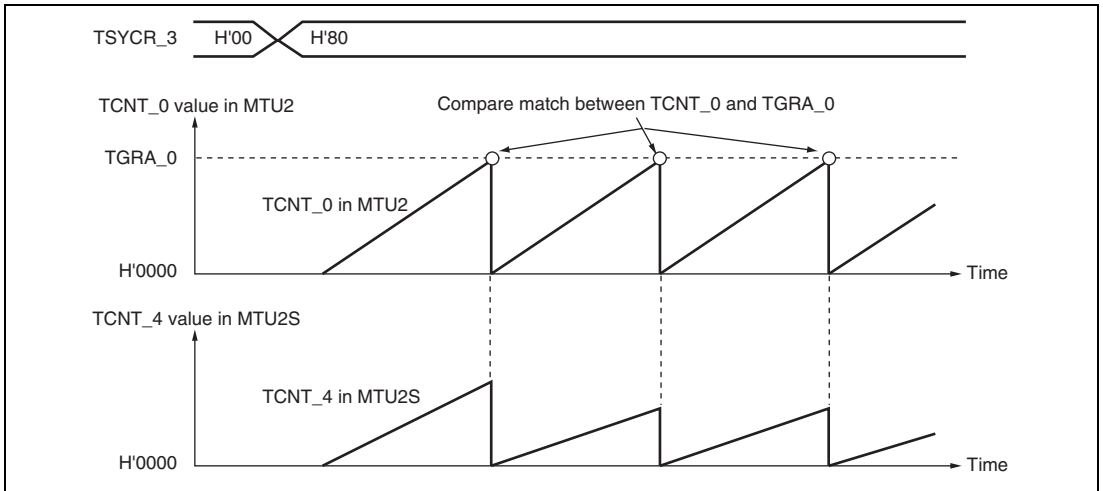 TSYCR_3 H'00 H'80
TCNT_0 value in MTU2 Compare match between TCNT_0 and TGRA_0
TGRA_0
TCNT_0 in MTU2
H'0000 Time
TCNT_4 value in MTU2S
TCNT_4 in MTU2S
H'0000 Time